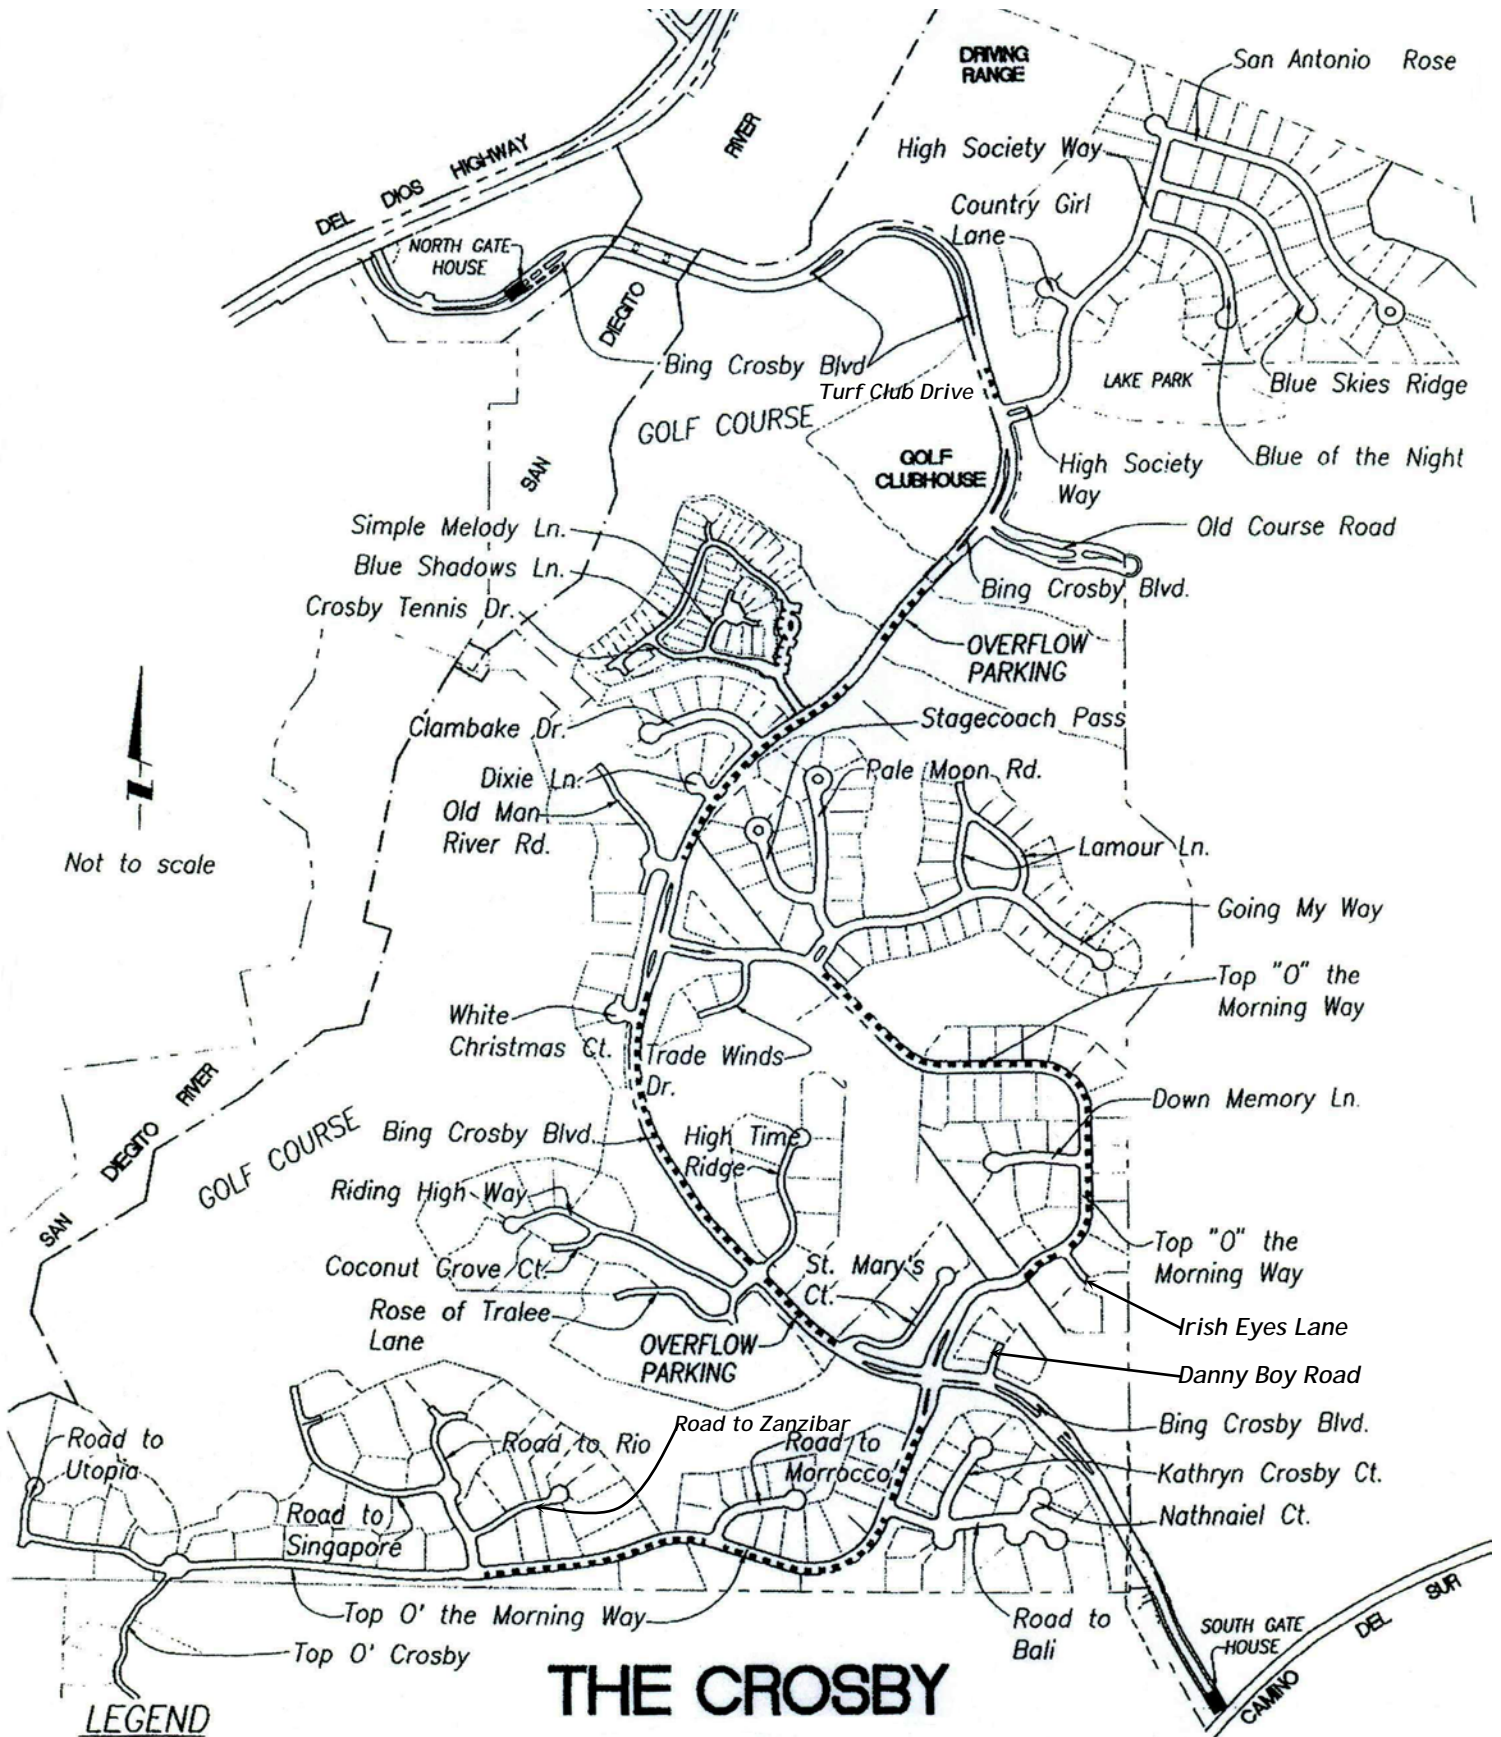 DRIVING
RANGE
San Antonio Rose
High Society Way
Country Girl
Lane
DEL DIOS HIGHWAY
RIVER
NORTH GATE
HOUSE
DIEGITO
Bing Crosby Blvd
Turf Club Drive
LAKE PARK
Blue Skies Ridge
GOLF COURSE
GOLF
CLUBHOUSE
High Society
Way
Blue of the Night
SAN
Simple Melody Ln.
Old Course Road
Blue Shadows Ln.
Bing Crosby Blvd.
Crosby Tennis Dr.
OVERFLOW
PARKING
Clambake Dr.
Stagecoach Pass
Dixie Ln.
Pale Moon Rd.
Old Man
River Rd.
Lamour Ln.
Not to scale
Going My Way
Top "O" the
Morning Way
White
Christmas Ct.
Trade Winds
Dr.
SAN DIEGITO RIVER
GOLF COURSE
Down Memory Ln.
Bing Crosby Blvd.
High Time
Ridge
Riding High Way
Coconut Grove Ct.
St. Mary's
Ct.
Top "O" the
Morning Way
Rose of Tralee
Lane
Irish Eyes Lane
OVERFLOW
PARKING
Danny Boy Road
Bing Crosby Blvd.
Road to
Utopia
Road to Rio
Road to Zanzibar
Road to
Morrocco
Kathryn Crosby Ct.
Road to
Singapore
Nathnaiel Ct.
Top O' the Morning Way
Road to
Bali
SOUTH GATE
HOUSE
CAMINO DEL SUR
Top O' Crosby
THE CROSBY
LEGEND